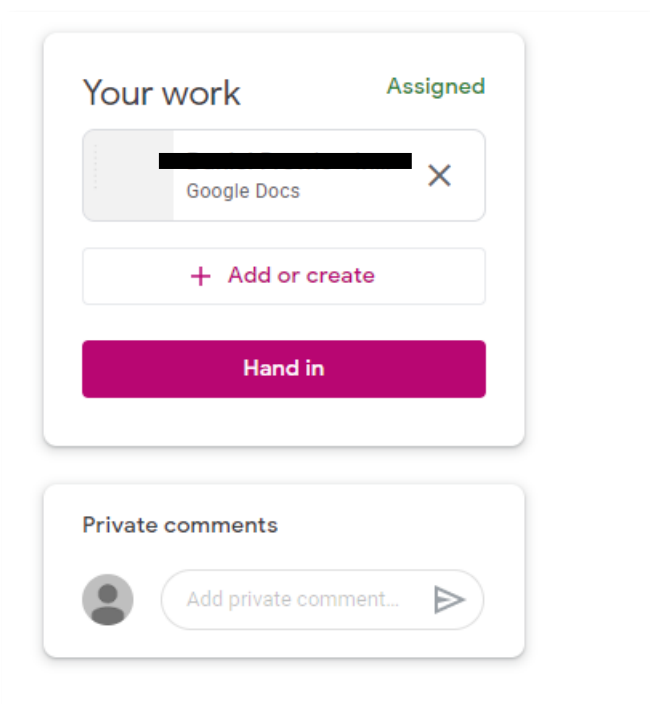 Your work
Assigned
Google Docs
+ Add or create
Hand in
Private comments
Add private comment...